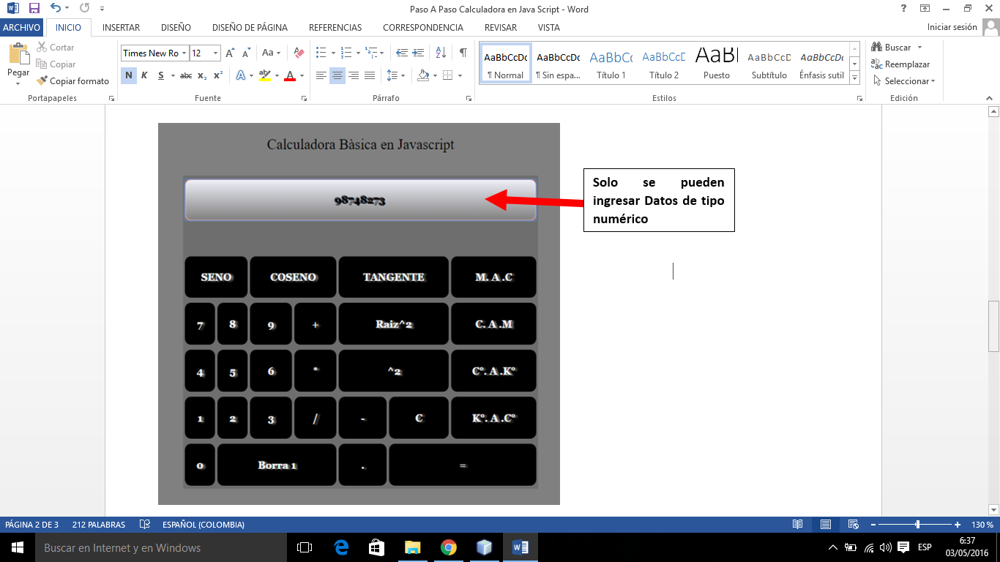 Paso A Paso Calculadora en Java Script - Word
ARCHIVO INICIO INSERTAR DISEÑO DISEÑO DE PÁGINA REFERENCIAS CORRESPONDENCIA REVISAR VISTA Iniciar sesión
Pegar
Cortar
Copiar
Copiar formato
Portapapeles
Times New Ro 12
N K S abc x₂ x²
Fuente
Párrafo
AaBbCcDc AaBbCcDc AaBbCc AaBbCcD AaB AaBbCcD AaBbCcDc
¶ Normal ¶ Sin espa... Título 1 Título 2 Puesto Subtítulo Énfasis sutil
Estilos
Buscar
Reemplazar
Seleccionar
Edición
Calculadora Bàsica en Javascript
98748273
Solo se pueden
ingresar Datos de tipo
numérico
SENO COSENO TANGENTE M. A .C
7 8 9 + Raiz^2 C. A .M
4 5 6 * ^2 C°. A .K°
1 2 3 / - C K°. A .C°
0 Borra 1 . =
PÁGINA 2 DE 3 212 PALABRAS ESPAÑOL (COLOMBIA) 130 %
Buscar en Internet y en Windows
ESP
6:37
03/05/2016